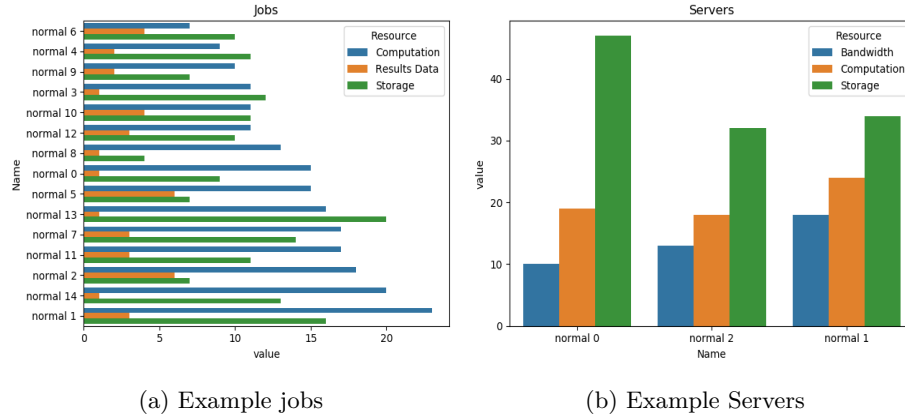 Jobs
Name
normal 6
normal 4
normal 9
normal 3
normal 10
normal 12
normal 8
normal 0
normal 5
normal 13
normal 7
normal 11
normal 2
normal 14
normal 1
0 5 10 15 20
value
Resource
Computation
Results Data
Storage
(a) Example jobs
Servers
value
40
30
20
10
0
normal 0 normal 2 normal 1
Name
Resource
Bandwidth
Computation
Storage
(b) Example Servers